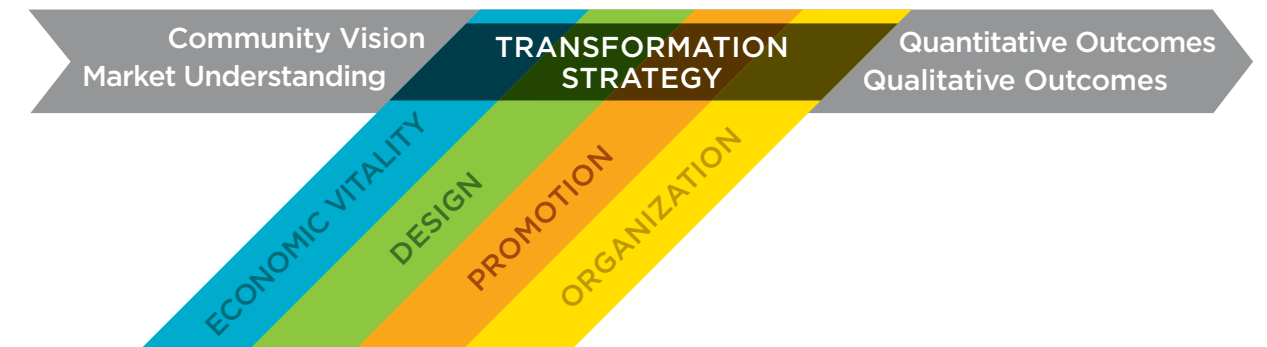 Community Vision
Market Understanding
TRANSFORMATION
STRATEGY
Quantitative Outcomes
Qualitative Outcomes
ECONOMIC VITALITY
DESIGN
PROMOTION
ORGANIZATION